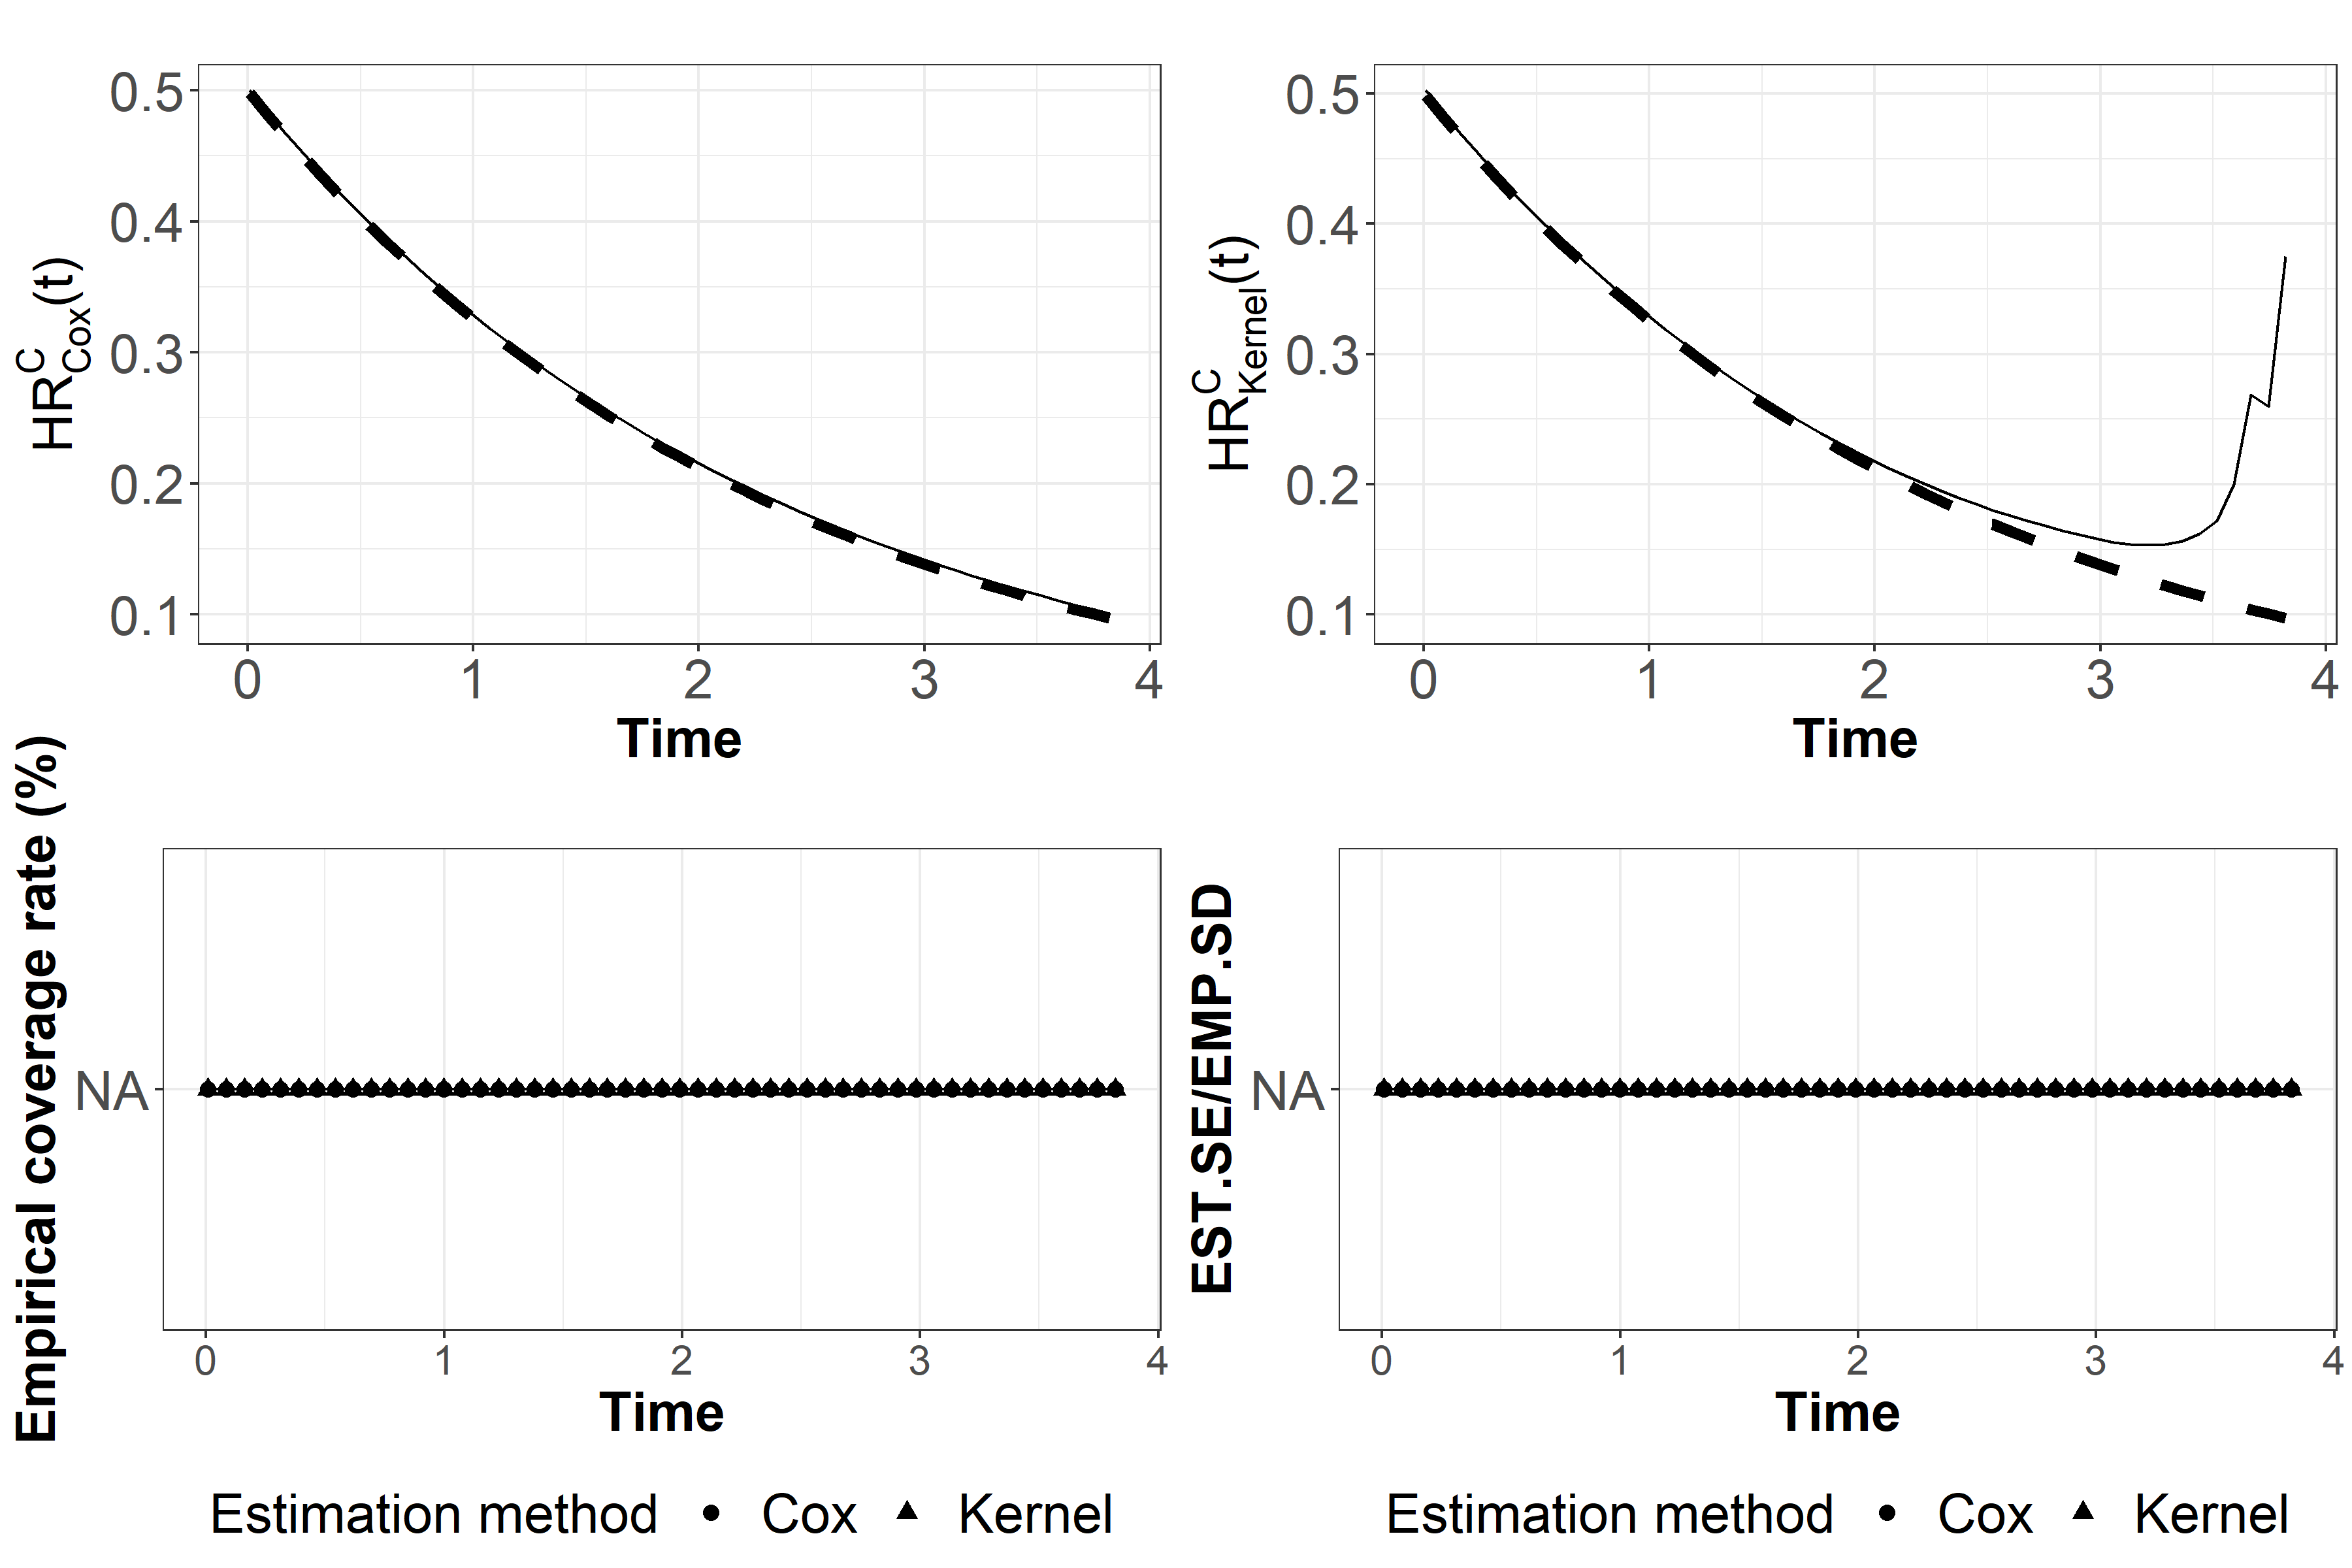 HR^C_Cox(t)
0.5
0.4
0.3
0.2
0.1
0 1 2 3 4
Time
HR^C_Kernel(t)
0.5
0.4
0.3
0.2
0.1
0 1 2 3 4
Time
Empirical coverage rate (%)
NA
0 1 2 3 4
Time
Estimation method Cox Kernel
EST.SE/EMP.SD
NA
0 1 2 3 4
Time
Estimation method Cox Kernel